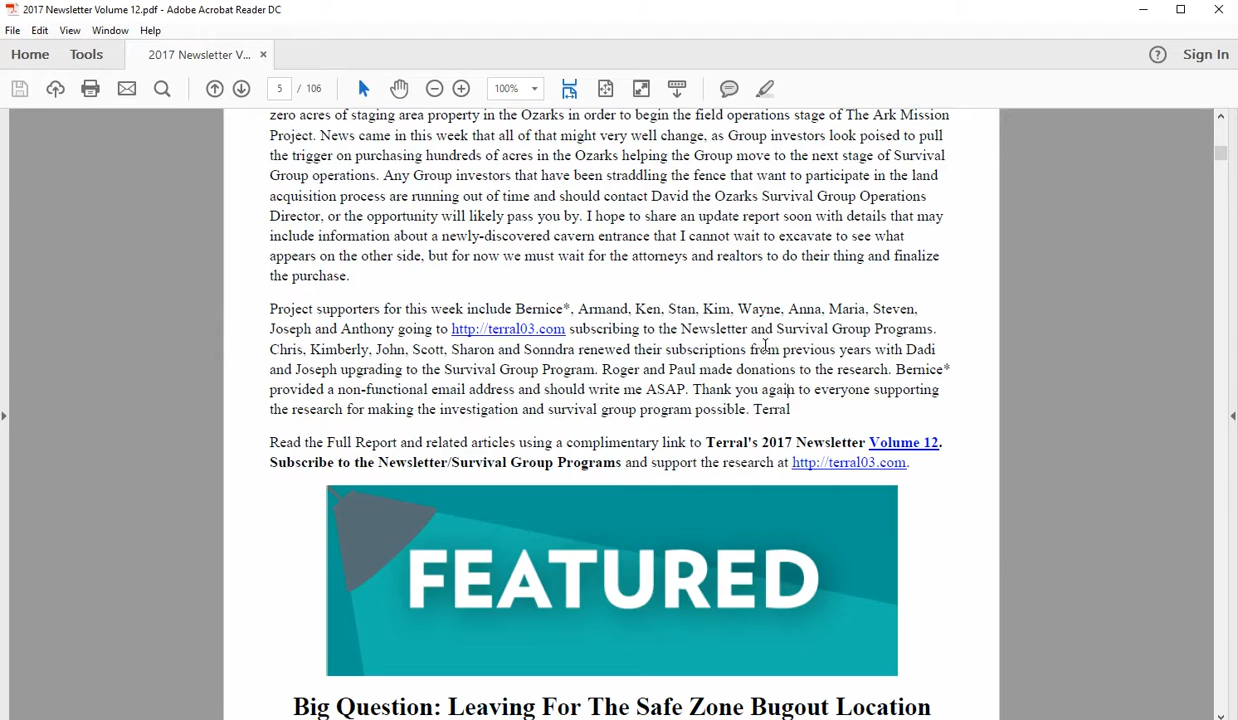 2017 Newsletter Volume 12.pdf - Adobe Acrobat Reader DC
File Edit View Window Help
Home Tools 2017 Newsletter V... ×
5 / 106 100% Sign In
zero acres of staging area property in the Ozarks in order to begin the field operations stage of The Ark Mission
Project. News came in this week that all of that might very well change, as Group investors look poised to pull
the trigger on purchasing hundreds of acres in the Ozarks helping the Group move to the next stage of Survival
Group operations. Any Group investors that have been straddling the fence that want to participate in the land
acquisition process are running out of time and should contact David the Ozarks Survival Group Operations
Director, or the opportunity will likely pass you by. I hope to share an update report soon with details that may
include information about a newly-discovered cavern entrance that I cannot wait to excavate to see what
appears on the other side, but for now we must wait for the attorneys and realtors to do their thing and finalize
the purchase.
Project supporters for this week include Bernice*, Armand, Ken, Stan, Kim, Wayne, Anna, Maria, Steven,
Joseph and Anthony going to http://terral03.com subscribing to the Newsletter and Survival Group Programs.
Chris, Kimberly, John, Scott, Sharon and Sonndra renewed their subscriptions from previous years with Dadi
and Joseph upgrading to the Survival Group Program. Roger and Paul made donations to the research. Bernice*
provided a non-functional email address and should write me ASAP. Thank you again to everyone supporting
the research for making the investigation and survival group program possible. Terral
Read the Full Report and related articles using a complimentary link to Terral's 2017 Newsletter Volume 12.
Subscribe to the Newsletter/Survival Group Programs and support the research at http://terral03.com.
FEATURED
Big Question: Leaving For The Safe Zone Bugout Location